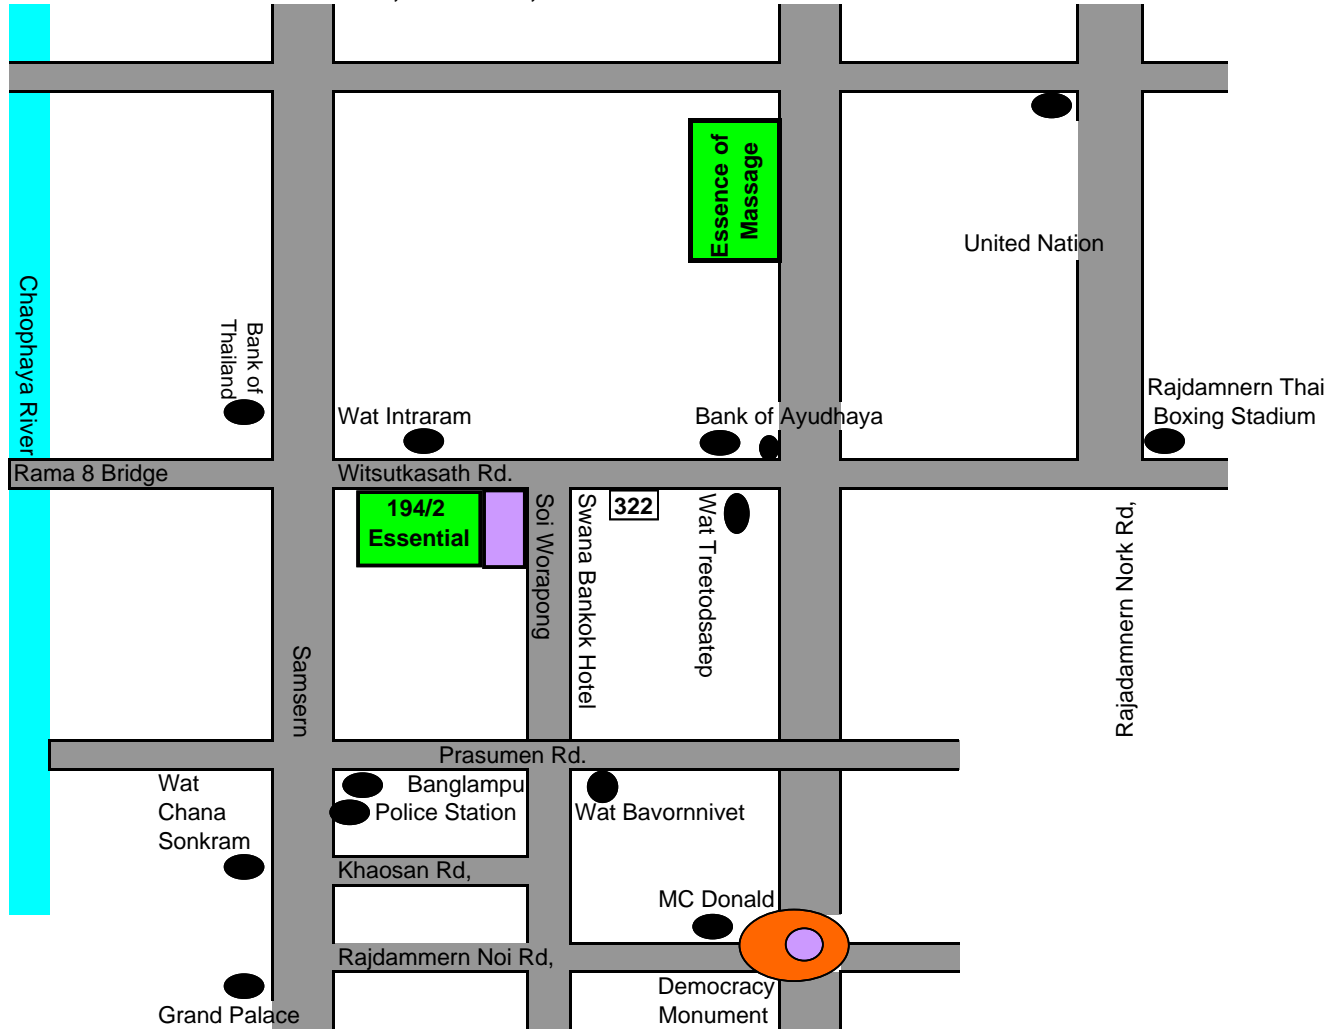 Essence of
Massage
United Nation
Chaophaya River
Bank of
Thailand
Rajdamnern Thai
Boxing Stadium
Wat Intraram
Bank of Ayudhaya
Rama 8 Bridge
Witsutkasath Rd.
194/2
Essential
Soi Worapong
Swana Bankok Hotel
322
Wat Treetodsatep
Rajadamnern Nork Rd,
Samsern
Prasumen Rd.
Wat
Chana
Sonkram
Banglampu
Police Station
Wat Bavornnivet
Khaosan Rd,
MC Donald
Rajdammern Noi Rd,
Democracy
Monument
Grand Palace